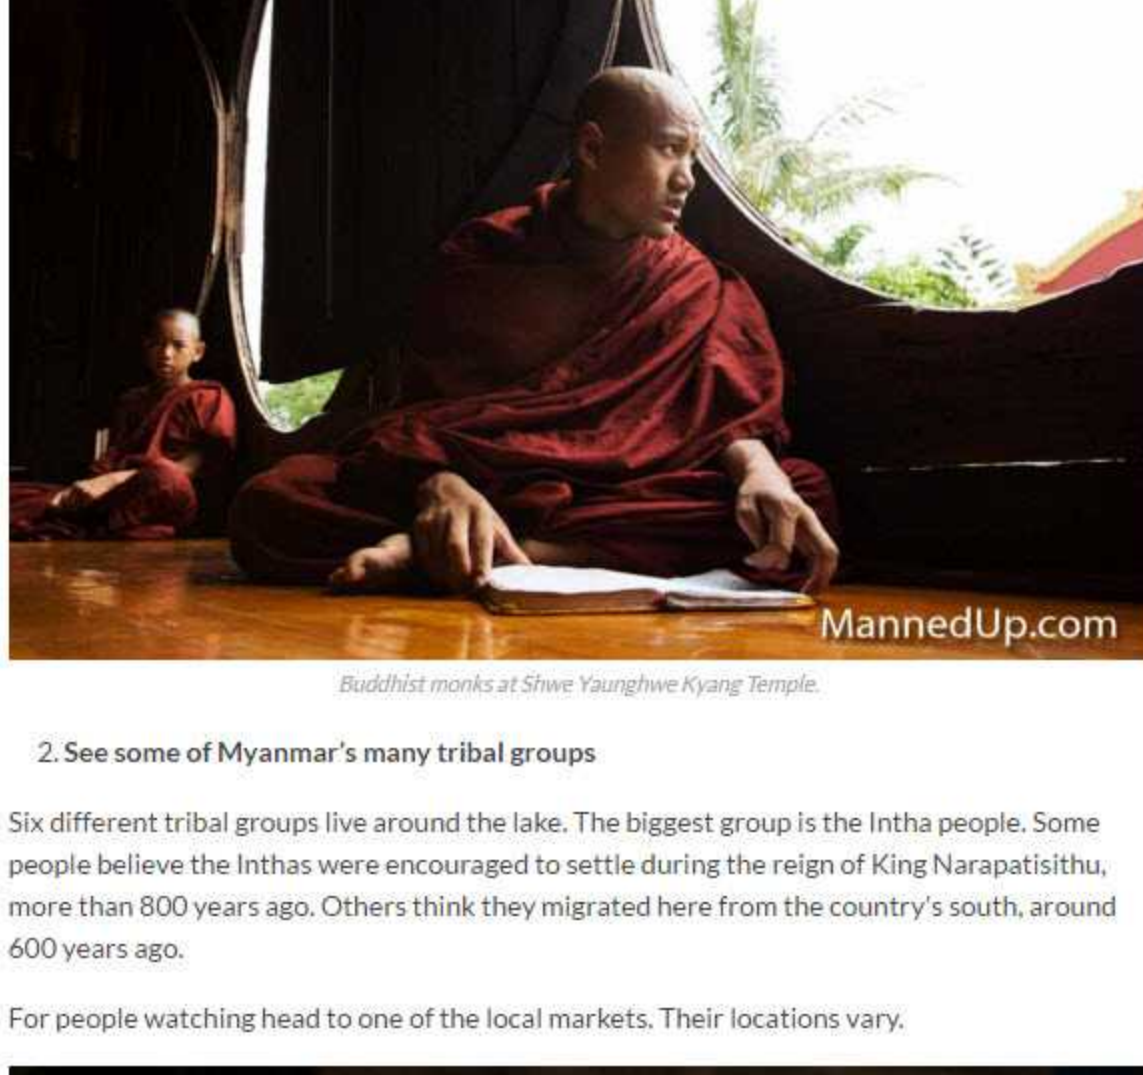 MannedUp.com
Buddhist monks at Shwe Yaunghwe Kyang Temple.
2. See some of Myanmar's many tribal groups
Six different tribal groups live around the lake. The biggest group is the Intha people. Some
people believe the Inthas were encouraged to settle during the reign of King Narapatisithu,
more than 800 years ago. Others think they migrated here from the country's south, around
600 years ago.
For people watching head to one of the local markets. Their locations vary.